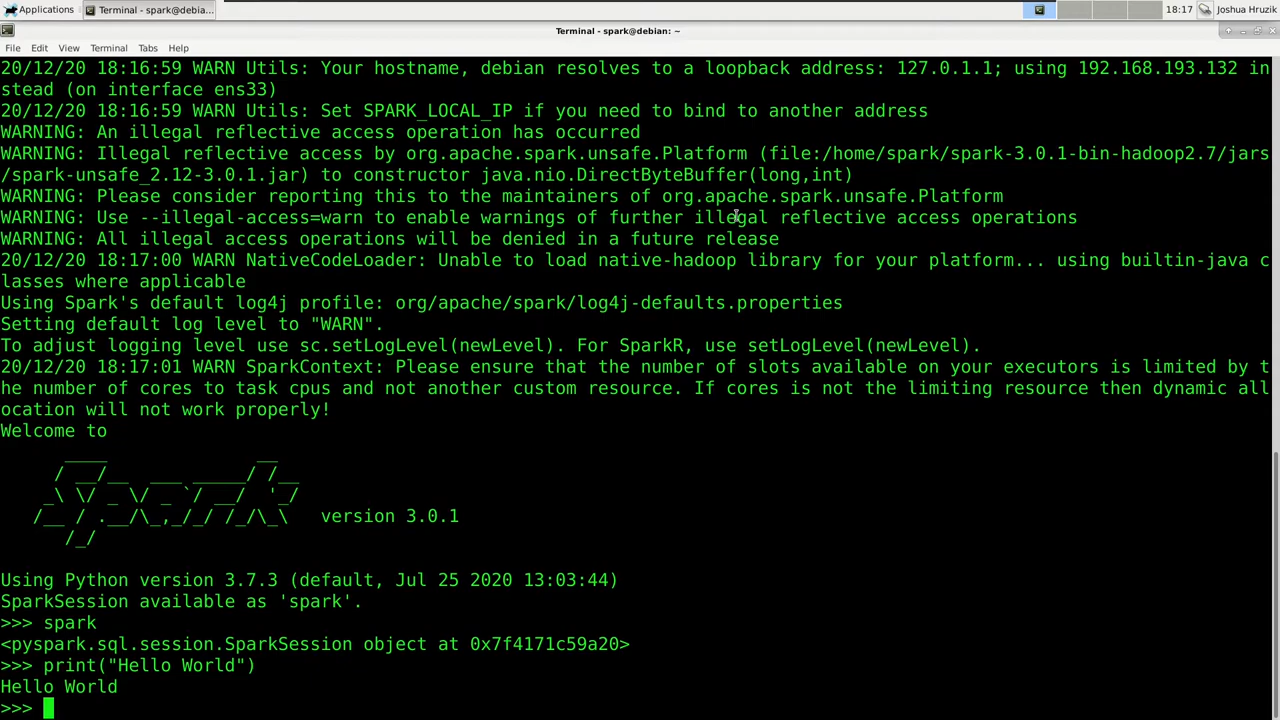 Applications
Terminal - spark@debia...
18:17
Joshua Hruzik
Terminal - spark@debian: ~
File Edit View Terminal Tabs Help
20/12/20 18:16:59 WARN Utils: Your hostname, debian resolves to a loopback address: 127.0.1.1; using 192.168.193.132 in
stead (on interface ens33)
20/12/20 18:16:59 WARN Utils: Set SPARK_LOCAL_IP if you need to bind to another address
WARNING: An illegal reflective access operation has occurred
WARNING: Illegal reflective access by org.apache.spark.unsafe.Platform (file:/home/spark/spark-3.0.1-bin-hadoop2.7/jars
/spark-unsafe_2.12-3.0.1.jar) to constructor java.nio.DirectByteBuffer(long,int)
WARNING: Please consider reporting this to the maintainers of org.apache.spark.unsafe.Platform
WARNING: Use --illegal-access=warn to enable warnings of further illegal reflective access operations
WARNING: All illegal access operations will be denied in a future release
20/12/20 18:17:00 WARN NativeCodeLoader: Unable to load native-hadoop library for your platform... using builtin-java c
lasses where applicable
Using Spark's default log4j profile: org/apache/spark/log4j-defaults.properties
Setting default log level to "WARN".
To adjust logging level use sc.setLogLevel(newLevel). For SparkR, use setLogLevel(newLevel).
20/12/20 18:17:01 WARN SparkContext: Please ensure that the number of slots available on your executors is limited by t
he number of cores to task cpus and not another custom resource. If cores is not the limiting resource then dynamic all
ocation will not work properly!
Welcome to
Spark version 3.0.1
Using Python version 3.7.3 (default, Jul 25 2020 13:03:44)
SparkSession available as 'spark'.
>>> spark
<pyspark.sql.session.SparkSession object at 0x7f4171c59a20>
>>> print("Hello World")
Hello World
>>>